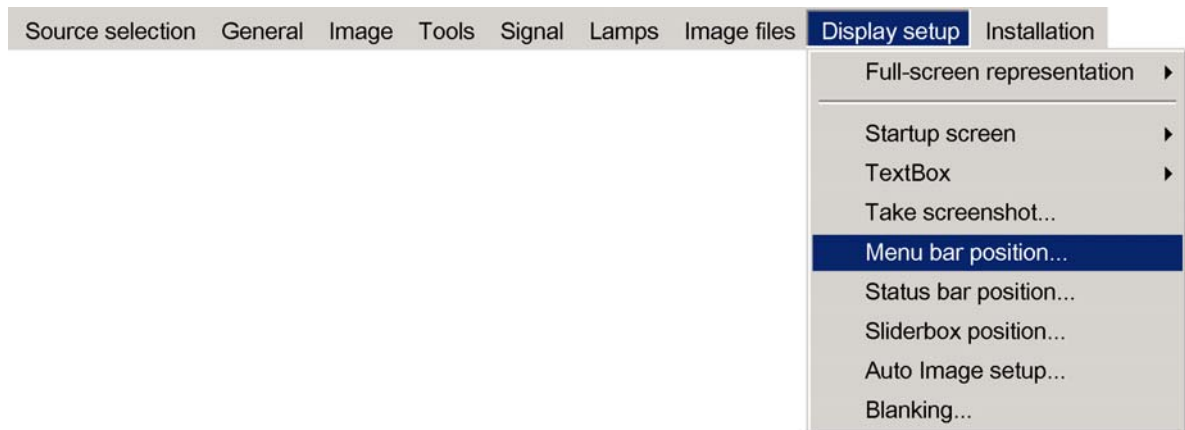 Source selection General Image Tools Signal Lamps Image files Display setup Installation
Full-screen representation
Startup screen
TextBox
Take screenshot...
Menu bar position...
Status bar position...
Sliderbox position...
Auto Image setup...
Blanking...